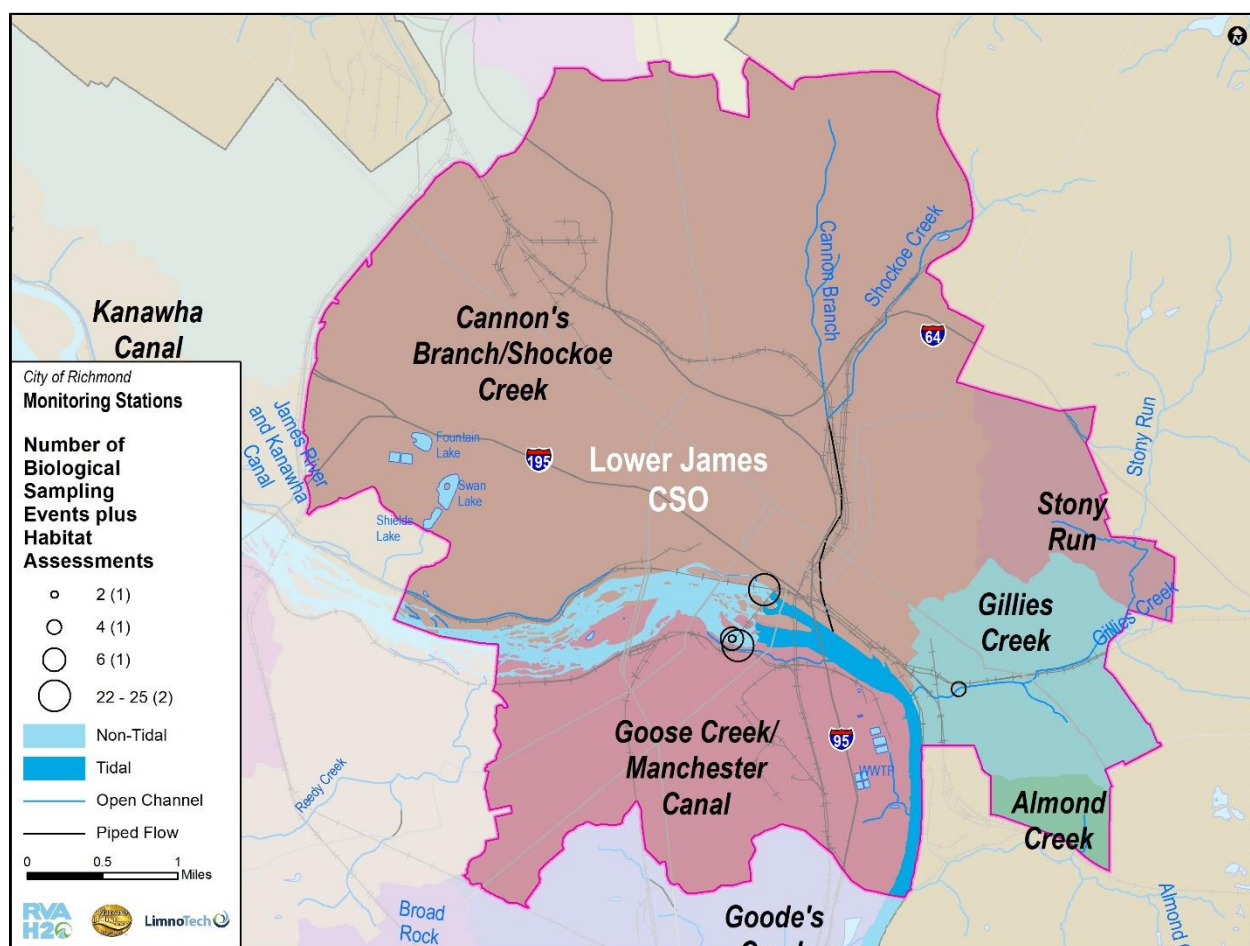 N
Cannon Branch
Shockoe Creek
64
Kanawha
Canal
Cannon's
Branch/Shockoe
Creek
City of Richmond
Monitoring Stations
James River
and Kanawha
Canal
Fountain
Lake
195
Lower James
CSO
Stony Run
Number of
Biological
Sampling
Events plus
Habitat
Assessments
Swan
Lake
Shields
Lake
Stony
Run
2 (1)
4 (1)
6 (1)
22 - 25 (2)
Gillies
Creek
Gillies Creek
Non-Tidal
Tidal
Open Channel
Piped Flow
Goose Creek/
Manchester
Canal
95
WWTP
Reedy Creek
Almond
Creek
0 0.5 1
Miles
RVA
H2O
LimnoTech
Broad
Rock
Goode's
Almond